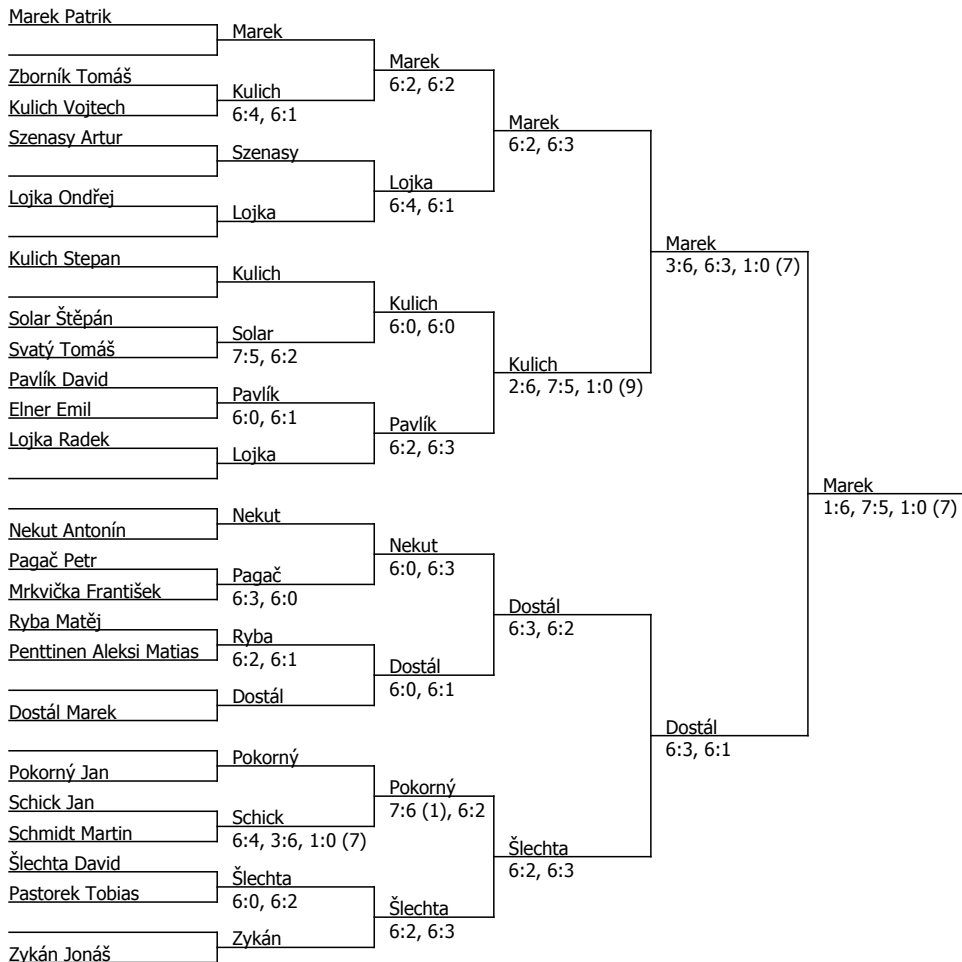 Marek Patrik
Zborník Tomáš
Kulich Vojtech
Szenasy Artur
Lojka Ondřej
Kulich Stepan
Solar Štěpán
Svatý Tomáš
Pavlík David
Elner Emil
Lojka Radek
Nekut Antonín
Pagač Petr
Mrkvička František
Ryba Matěj
Penttinen Aleksi Matias
Dostál Marek
Pokorný Jan
Schick Jan
Schmidt Martin
Šlechta David
Pastorek Tobias
Zykán Jonáš
Marek
Kulich
6:4, 6:1
Szenasy
Lojka
Kulich
Solar
7:5, 6:2
Pavlík
6:0, 6:1
Lojka
Nekut
Pagač
6:3, 6:0
Ryba
6:2, 6:1
Dostál
Pokorný
Schick
6:4, 3:6, 1:0 (7)
Šlechta
6:0, 6:2
Zykán
Marek
6:2, 6:2
Lojka
6:4, 6:1
Kulich
6:0, 6:0
Pavlík
6:2, 6:3
Nekut
6:0, 6:3
Dostál
6:0, 6:1
Pokorný
7:6 (1), 6:2
Šlechta
6:2, 6:3
Marek
6:2, 6:3
Kulich
2:6, 7:5, 1:0 (9)
Dostál
6:3, 6:2
Šlechta
6:2, 6:3
Marek
3:6, 6:3, 1:0 (7)
Dostál
6:3, 6:1
Marek
1:6, 7:5, 1:0 (7)